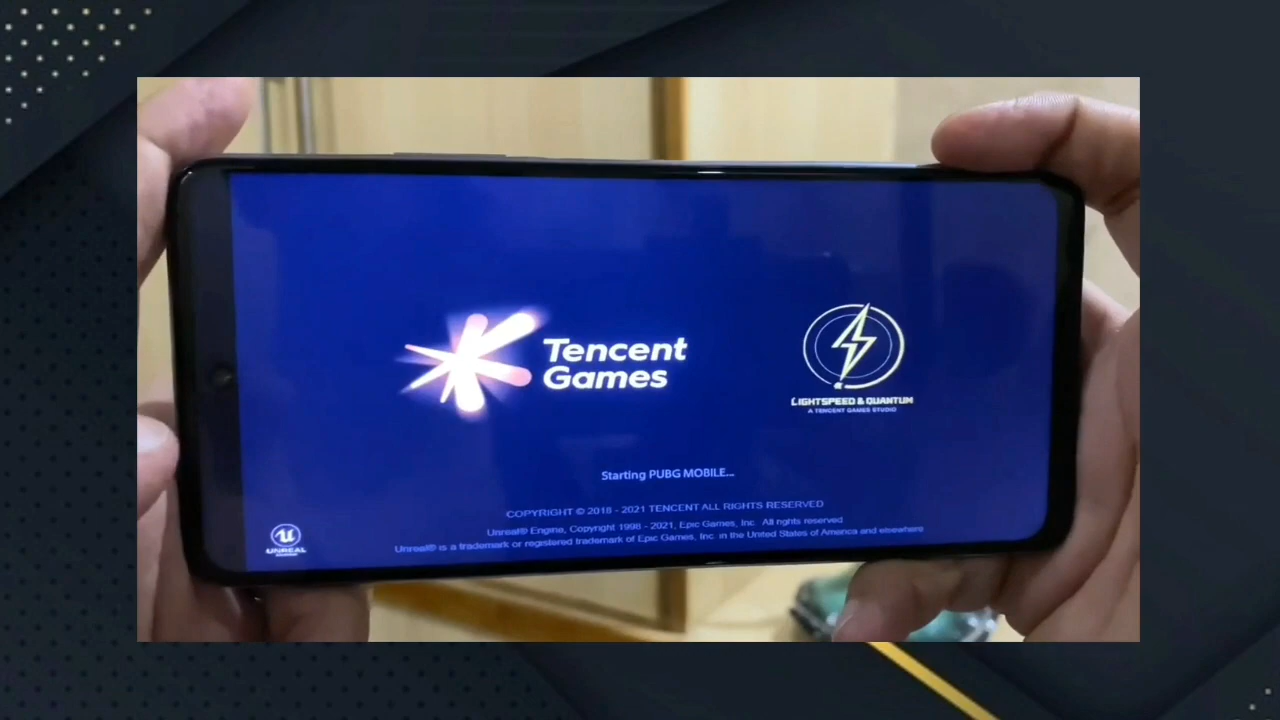 Tencent
Games
LIGHTSPEED & QUANTUM
A TENCENT GAMES STUDIO
Starting PUBG MOBILE...
COPYRIGHT © 2018 - 2021 TENCENT ALL RIGHTS RESERVED
Unreal® Engine, Copyright 1998 - 2021, Epic Games, Inc. All rights reserved
Unreal® is a trademark or registered trademark of Epic Games, Inc. in the United States of America and elsewhere
UNREAL